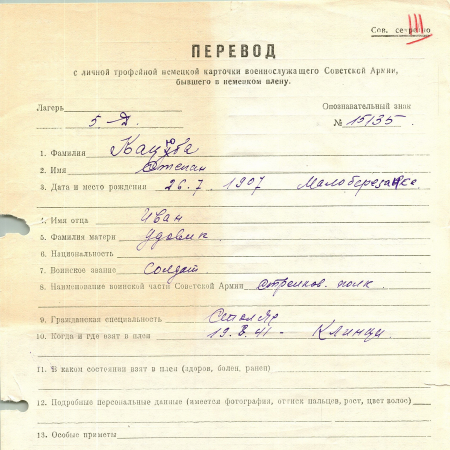 Сов. секретно
III
ПЕРЕВОД
с личной трофейной немецкой карточки военнослужащего Советской Армии,
бывшего в немецком плену.
Лагерь
Опознавательный знак
5-Д
№ 15135
1. Фамилия Кацюба
2. Имя Степан
3. Дата и место рождения 26.7.1907 Малоберезанка
4. Имя отца Иван
5. Фамилия матери Удовик.
6. Национальность
7. Воинское звание солдат
8. Наименование воинской части Советской Армии стрелков. полк.
9. Гражданская специальность Столяр
10. Когда и где взят в плен 41- Клинцы
11. В каком состоянии взят в плен (здоров, болен, ранен)
12. Подробные персональные данные (имеется фотография, оттиск пальцев, рост, цвет волос)
13. Особые приметы